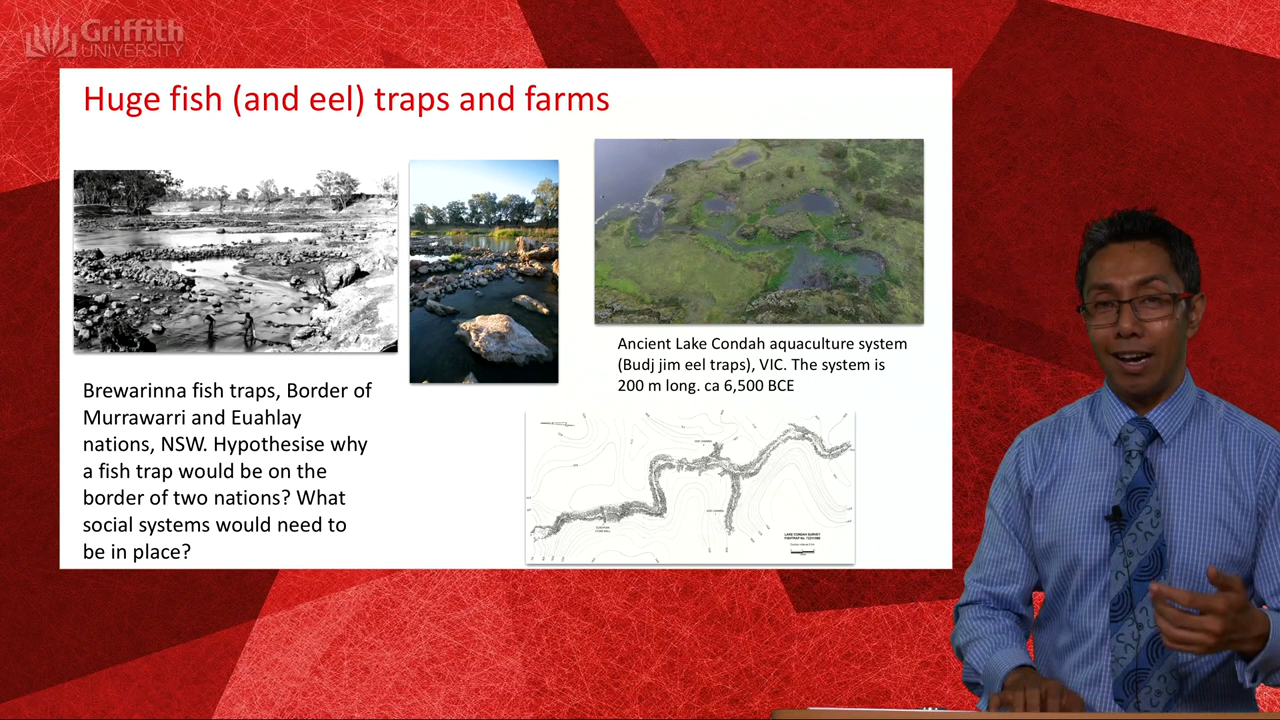 Griffith
UNIVERSITY
Huge fish (and eel) traps and farms
Ancient Lake Condah aquaculture system
(Budj jim eel traps), VIC. The system is
200 m long. ca 6,500 BCE
Brewarinna fish traps, Border of
Murrawarri and Euahlay
nations, NSW. Hypothesise why
a fish trap would be on the
border of two nations? What
social systems would need to
be in place?
LAKE CONDAH SURVEY